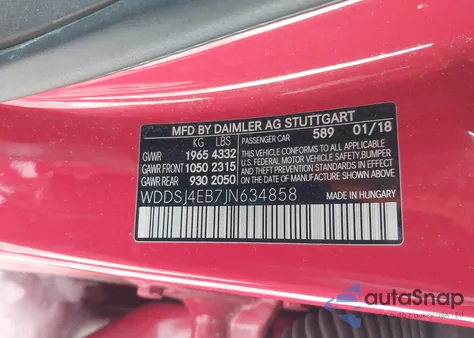 MFD BY DAIMLER AG STUTTGART
KG LBS PASSENGER CAR 589 01/18
GVWR 1965 4332
GAWR FRONT 1050 2315
GAWR REAR 930 2050
THIS VEHICLE CONFORMS TO ALL APPLICABLE
U.S. FEDERAL MOTOR VEHICLE SAFETY, BUMPER
AND THEFT PREVENTION STANDARDS IN EFFECT
ON THE DATE OF MANUFACTURE SHOWN ABOVE.
WDDSJ4EB7JN634858 MADE IN HUNGARY
autoSnap